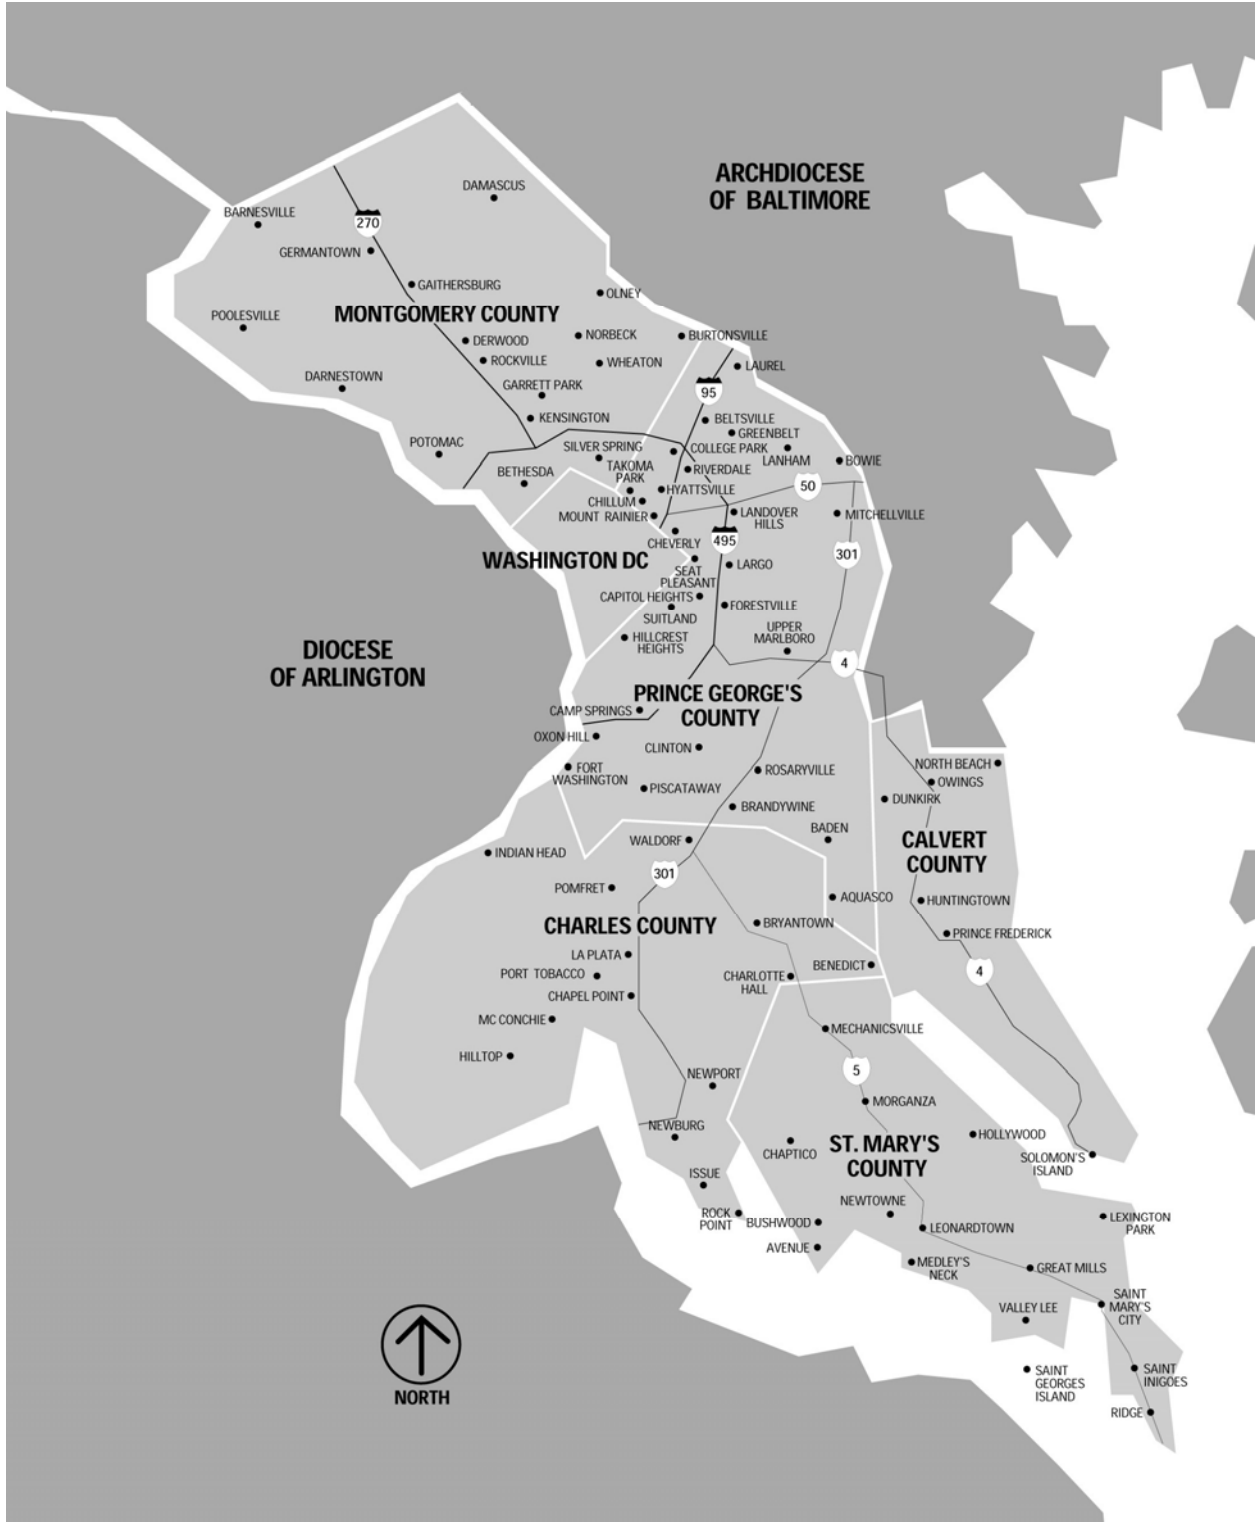 ARCHDIOCESE
OF BALTIMORE
DAMASCUS
BARNESVILLE
270
GERMANTOWN
GAITHERSBURG
OLNEY
MONTGOMERY COUNTY
POOLESVILLE
NORBECK
BURTONSVILLE
DERWOOD
ROCKVILLE
WHEATON
LAUREL
DARNESTOWN
GARRETT PARK
95
KENSINGTON
BELTSVILLE
GREENBELT
POTOMAC
SILVER SPRING
COLLEGE PARK
LANHAM
BOWIE
BETHESDA
TAKOMA
PARK
RIVERDALE
HYATTSVILLE
50
CHILLUM
MOUNT RAINIER
LANDOVER
HILLS
MITCHELLVILLE
CHEVERLY
495
301
WASHINGTON DC
SEAT
PLEASANT
LARGO
CAPITOL HEIGHTS
FORESTVILLE
SUITLAND
HILLCREST
HEIGHTS
UPPER
MARLBORO
4
DIOCESE
OF ARLINGTON
PRINCE GEORGE'S
COUNTY
CAMP SPRINGS
OXON HILL
CLINTON
FORT
WASHINGTON
ROSARYVILLE
NORTH BEACH
OWINGS
PISCATAWAY
DUNKIRK
BRANDYWINE
BADEN
WALDORF
CALVERT
COUNTY
INDIAN HEAD
301
POMFRET
AQUASCO
HUNTINGTOWN
CHARLES COUNTY
BRYANTOWN
PRINCE FREDERICK
LA PLATA
BENEDICT
4
PORT TOBACCO
CHARLOTTE
HALL
CHAPEL POINT
MC CONCHIE
MECHANICSVILLE
HILLTOP
5
NEWPORT
MORGANZA
NEWBURG
HOLLYWOOD
CHAPTICO
ST. MARY'S
COUNTY
SOLOMON'S
ISLAND
ISSUE
NEWTOWNE
ROCK
POINT
BUSHWOOD
LEONARDTOWN
LEXINGTON
PARK
AVENUE
MEDLEY'S
NECK
GREAT MILLS
SAINT
MARY'S
CITY
VALLEY LEE
SAINT
GEORGES
ISLAND
SAINT
INIGOES
RIDGE
NORTH